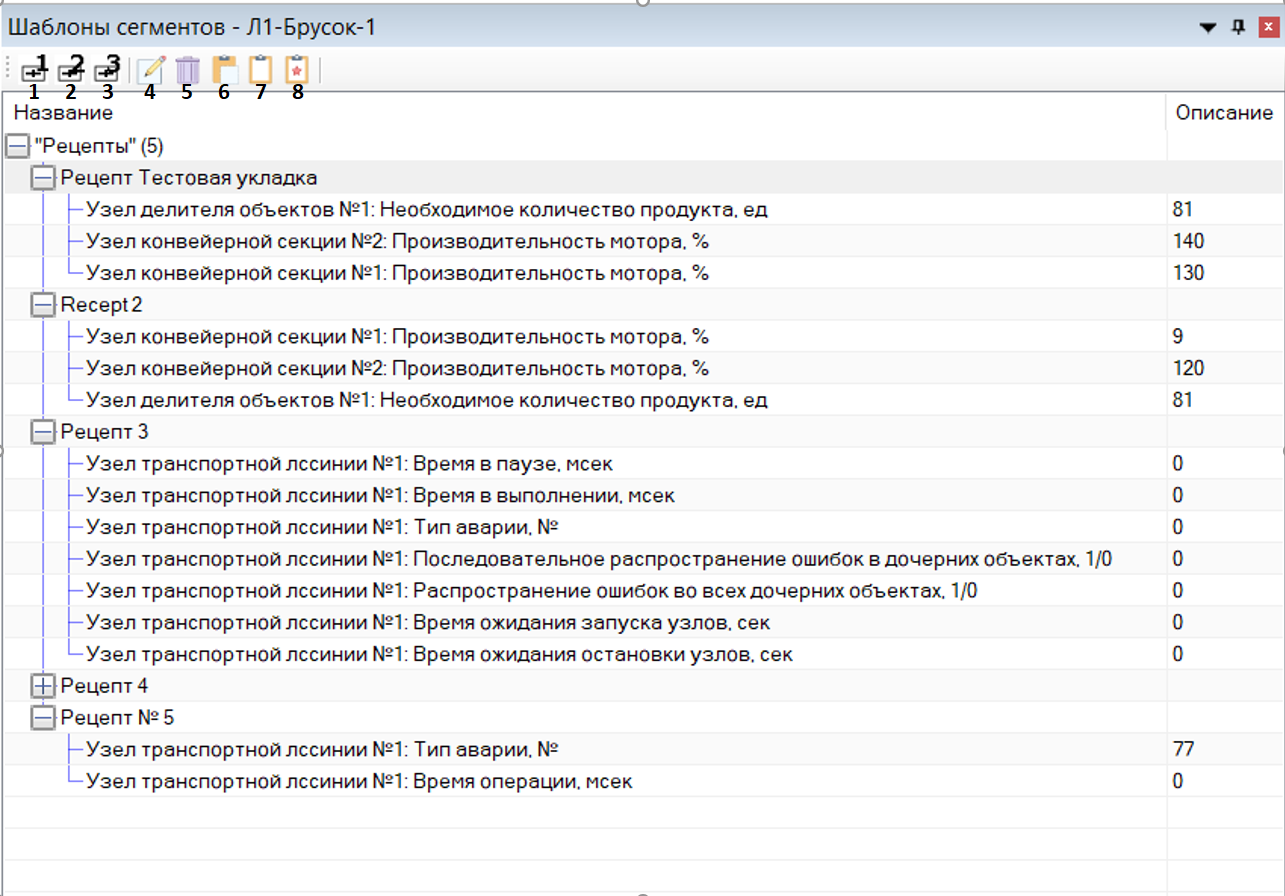 Шаблоны сегментов - Л1-Брусок-1
1 2 3
1 2 3 4 5 6 7 8
Название Описание
"Рецепты" (5)
Рецепт Тестовая укладка
Узел делителя объектов №1: Необходимое количество продукта, ед 81
Узел конвейерной секции №2: Производительность мотора, % 140
Узел конвейерной секции №1: Производительность мотора, % 130
Recept 2
Узел конвейерной секции №1: Производительность мотора, % 9
Узел конвейерной секции №2: Производительность мотора, % 120
Узел делителя объектов №1: Необходимое количество продукта, ед 81
Рецепт 3
Узел транспортной лссинии №1: Время в паузе, мсек 0
Узел транспортной лссинии №1: Время в выполнении, мсек 0
Узел транспортной лссинии №1: Тип аварии, № 0
Узел транспортной лссинии №1: Последовательное распространение ошибок в дочерних объектах, 1/0 0
Узел транспортной лссинии №1: Распространение ошибок во всех дочерних объектах, 1/0 0
Узел транспортной лссинии №1: Время ожидания запуска узлов, сек 0
Узел транспортной лссинии №1: Время ожидания остановки узлов, сек 0
Рецепт 4
Рецепт № 5
Узел транспортной лссинии №1: Тип аварии, № 77
Узел транспортной лссинии №1: Время операции, мсек 0